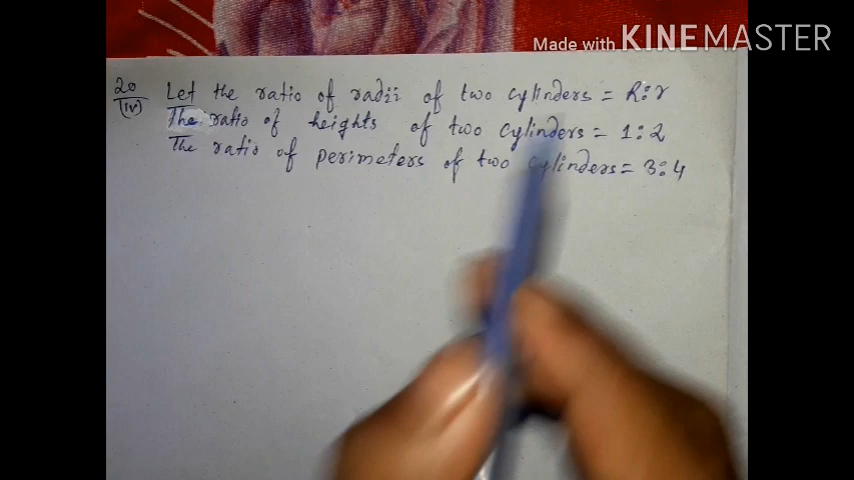 Made with KINEMASTER
20 Let the ratio of radii of two cylinders = R:r
(iv) The ratio of heights of two cylinders = 1:2
The ratio of perimeters of two cylinders = 3:4